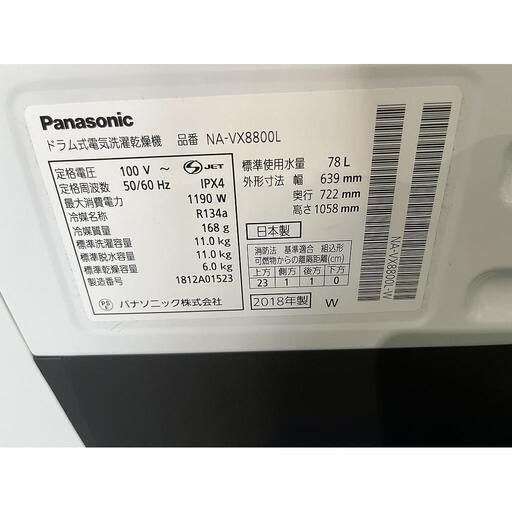 Panasonic
ドラム式電気洗濯乾燥機 品番 NA-VX8800L
定格電圧 100 V ～ S JET
定格周波数 50/60 Hz IPX4
最大消費電力 1190 W
冷媒名称 R134a
冷媒質量 168 g
標準洗濯容量 11.0 kg
標準脱水容量 11.0 kg
標準乾燥容量 6.0 kg
製造番号 1812A01523
PSE パナソニック株式会社
標準使用水量 78 L
外形寸法 幅 639 mm
奥行 722 mm
高さ 1058 mm
日本製
消防法 基準適合 組込形
可燃物からの離隔距離(cm)
上方 側方 後方 下方
23 1 1 0
2018年製 W
NA-VX8800L-W